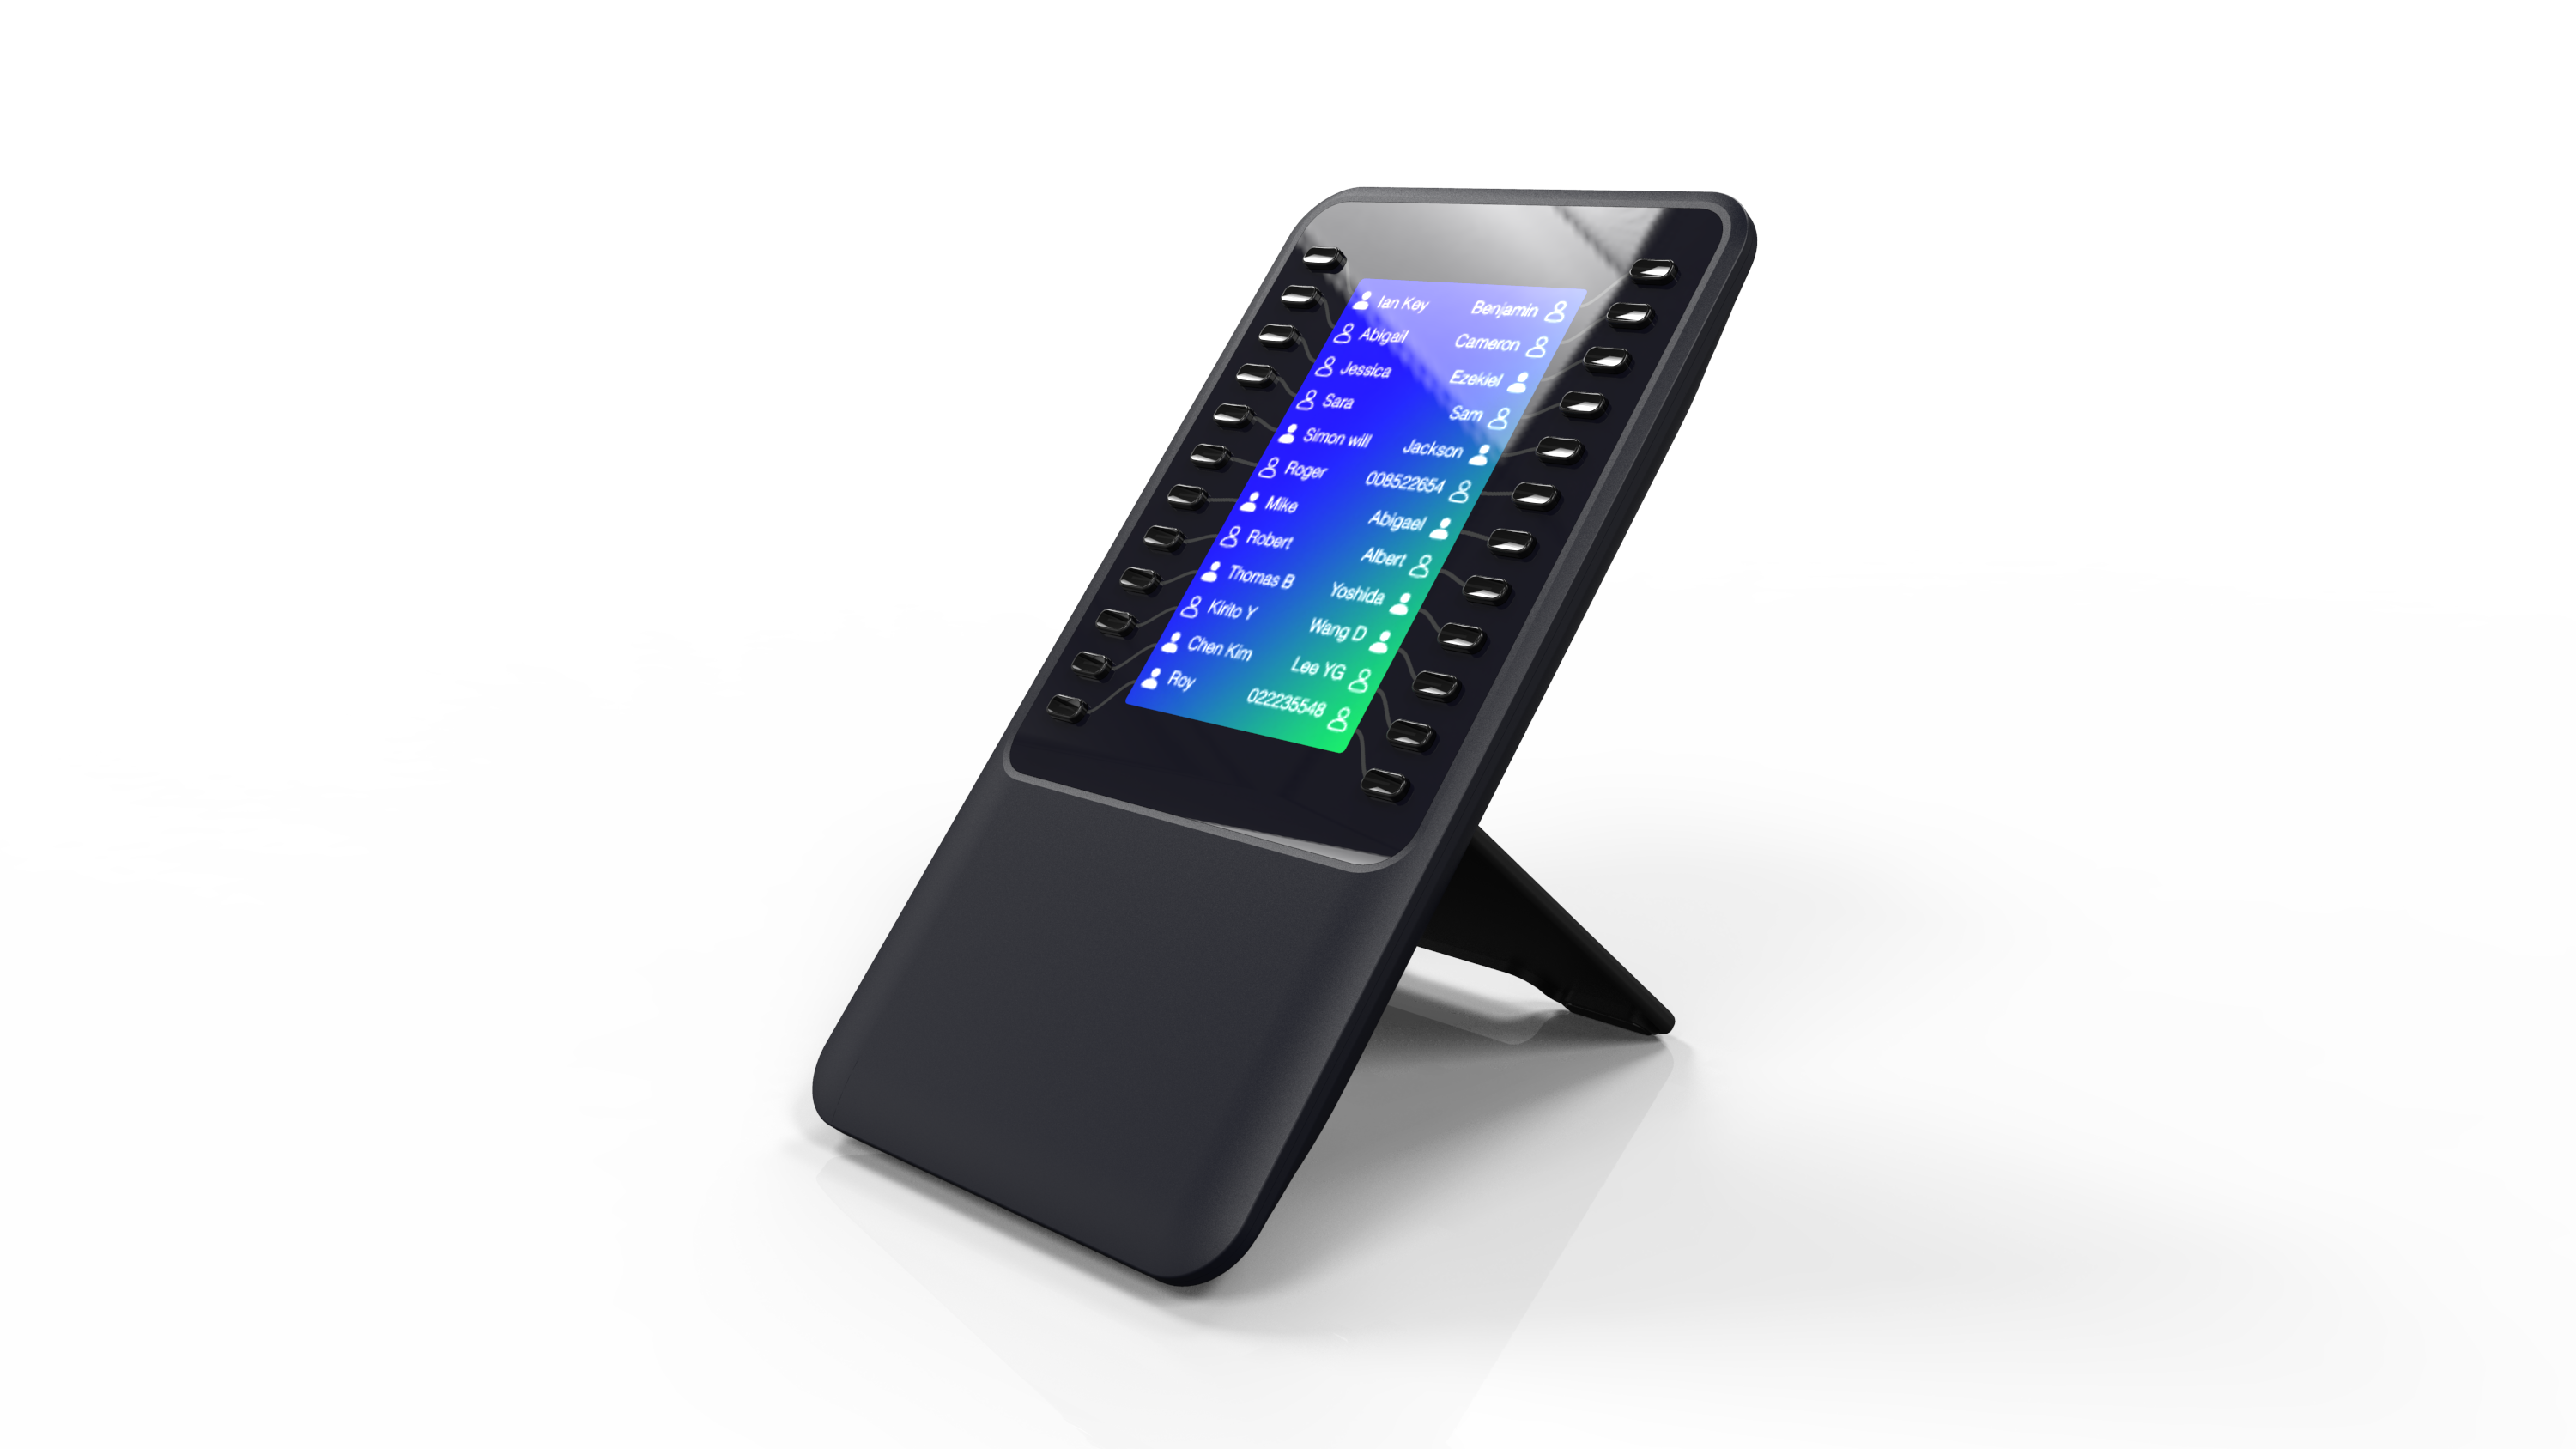 Ian Key Benjamin
Abigail Cameron
Jessica Ezekiel
Sara Sam
Simon will Jackson
Roger 008522654
Mike Abigael
Robert Albert
Thomas B Yoshida
Kirito Y Wang D
Chen Kim Lee YG
Roy 022235548